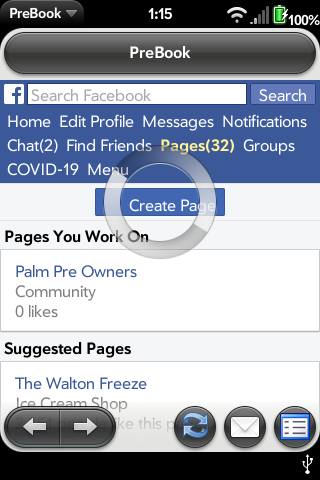 PreBook 1:15 100%
PreBook
Search Facebook Search
Home Edit Profile Messages Notifications
Chat(2) Find Friends Pages(32) Groups
COVID-19 Menu
Create Page
Pages You Work On
Palm Pre Owners
Community
0 likes
Suggested Pages
The Walton Freeze
Ice Cream Shop
like this p